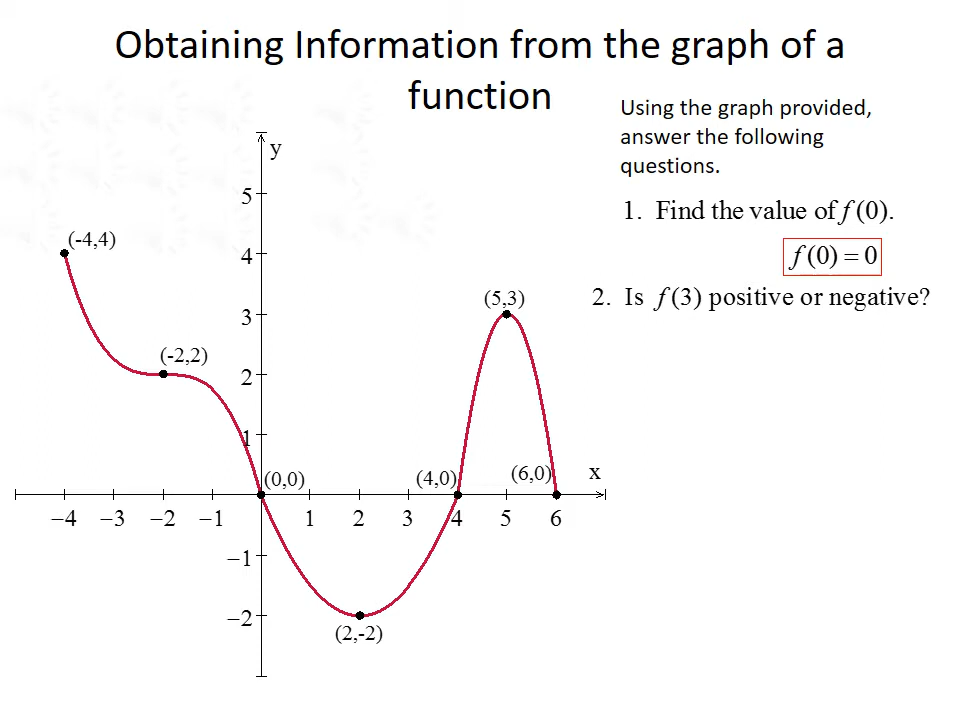 Obtaining Information from the graph of a
function
Using the graph provided,
answer the following
questions.
1. Find the value of f (0).
f (0) = 0
2. Is f (3) positive or negative?
y
5
4
3
2
1
−1
−2
(-4,4)
(-2,2)
(5,3)
(0,0)
(4,0)
(6,0)
x
−4 −3 −2 −1 1 2 3 4 5 6
(2,-2)